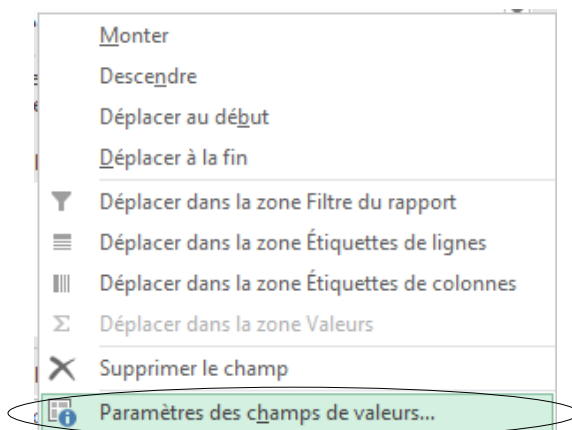 Monter
Descendre
Déplacer au début
Déplacer à la fin
Déplacer dans la zone Filtre du rapport
Déplacer dans la zone Étiquettes de lignes
Déplacer dans la zone Étiquettes de colonnes
Σ Déplacer dans la zone Valeurs
Supprimer le champ
Paramètres des champs de valeurs...